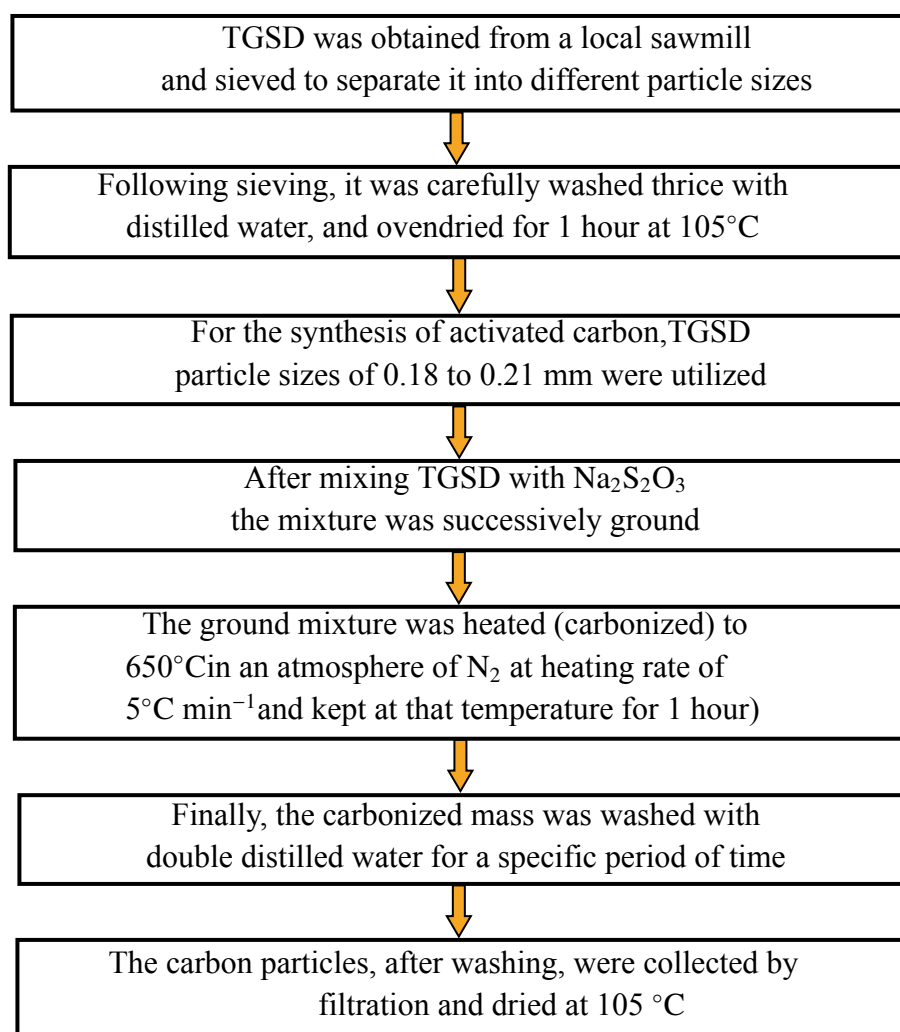 TGSD was obtained from a local sawmill
and sieved to separate it into different particle sizes
Following sieving, it was carefully washed thrice with
distilled water, and ovendried for 1 hour at 105°C
For the synthesis of activated carbon,TGSD
particle sizes of 0.18 to 0.21 mm were utilized
After mixing TGSD with Na₂S₂O₃
the mixture was successively ground
The ground mixture was heated (carbonized) to
650°Cin an atmosphere of N₂ at heating rate of
5°C min⁻¹and kept at that temperature for 1 hour)
Finally, the carbonized mass was washed with
double distilled water for a specific period of time
The carbon particles, after washing, were collected by
filtration and dried at 105 °C